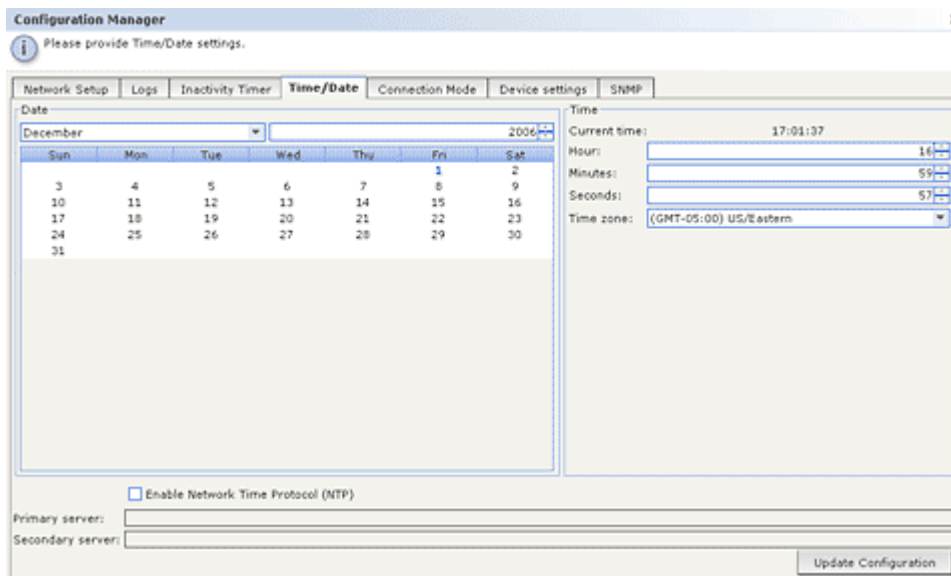 Configuration Manager
Please provide Time/Date settings.
Network Setup Logs Inactivity Timer Time/Date Connection Mode Device settings SNMP
Date
December 2006
Sun Mon Tue Wed Thu Fri Sat
1 2
3 4 5 6 7 8 9
10 11 12 13 14 15 16
17 18 19 20 21 22 23
24 25 26 27 28 29 30
31
Time
Current time: 17:01:37
Hour: 16
Minutes: 59
Seconds: 57
Time zone: (GMT-05:00) US/Eastern
Enable Network Time Protocol (NTP)
Primary server:
Secondary server:
Update Configuration